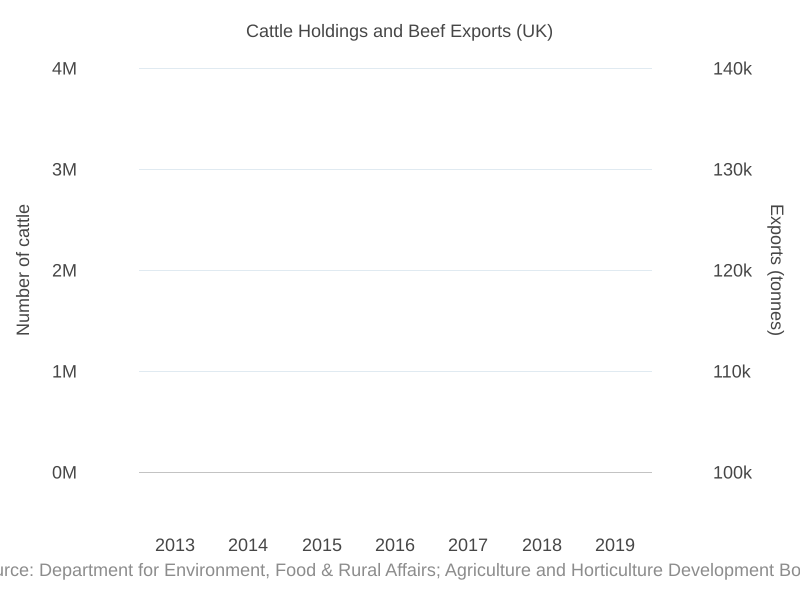 Cattle Holdings and Beef Exports (UK)
4M
140k
3M
130k
Number of cattle
Exports (tonnes)
2M
120k
1M
110k
0M
100k
2013 2014 2015 2016 2017 2018 2019
Department for Environment, Food & Rural Affairs; Agriculture and Horticulture Development